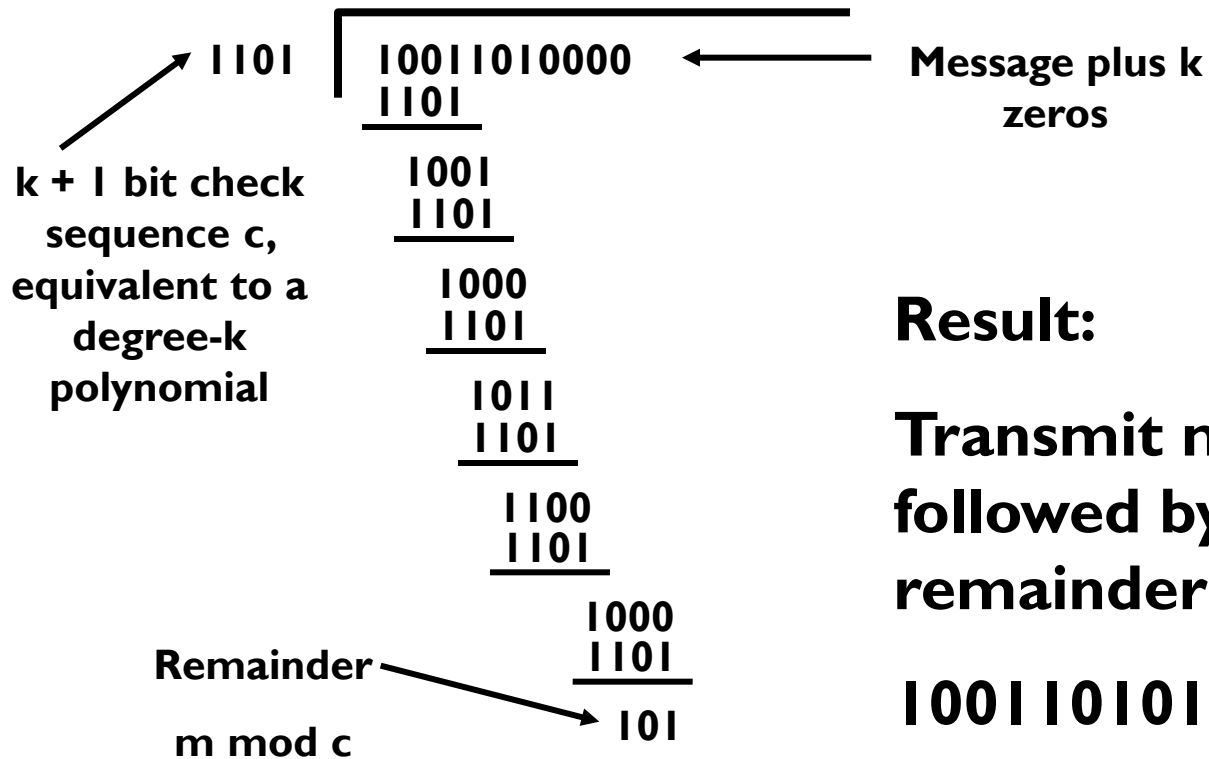 1101
10011010000
Message plus k
zeros
1101
k + 1 bit check
sequence c,
equivalent to a
degree-k
polynomial
1001
1101
1000
1101
1011
1101
1100
1101
1000
1101
101
Remainder
m mod c
Result:
Transmit
followed by
remainder
100110101